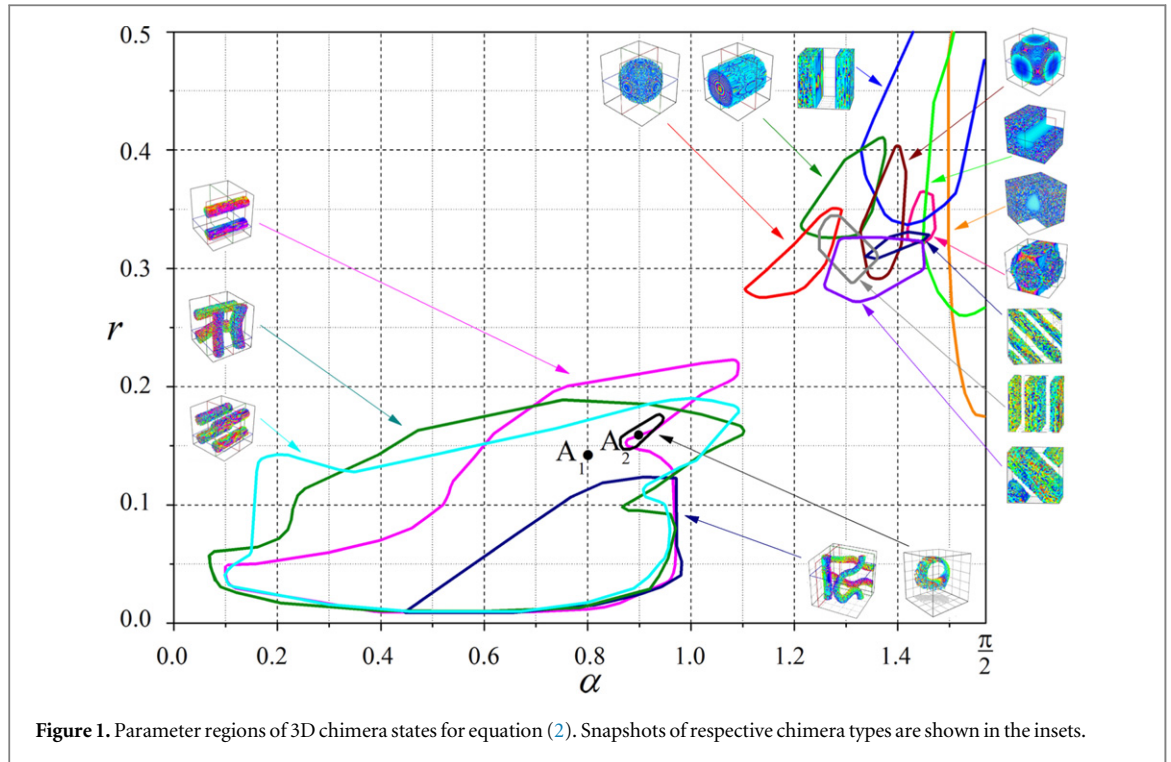 0.5
0.4
0.3
0.2
0.1
0.0
r
A1
A2
0.0 0.2 0.4 0.6 0.8 1.0 1.2 1.4 π/2
α
Figure 1. Parameter regions of 3D chimera states for equation (2). Snapshots of respective chimera types are shown in the insets.